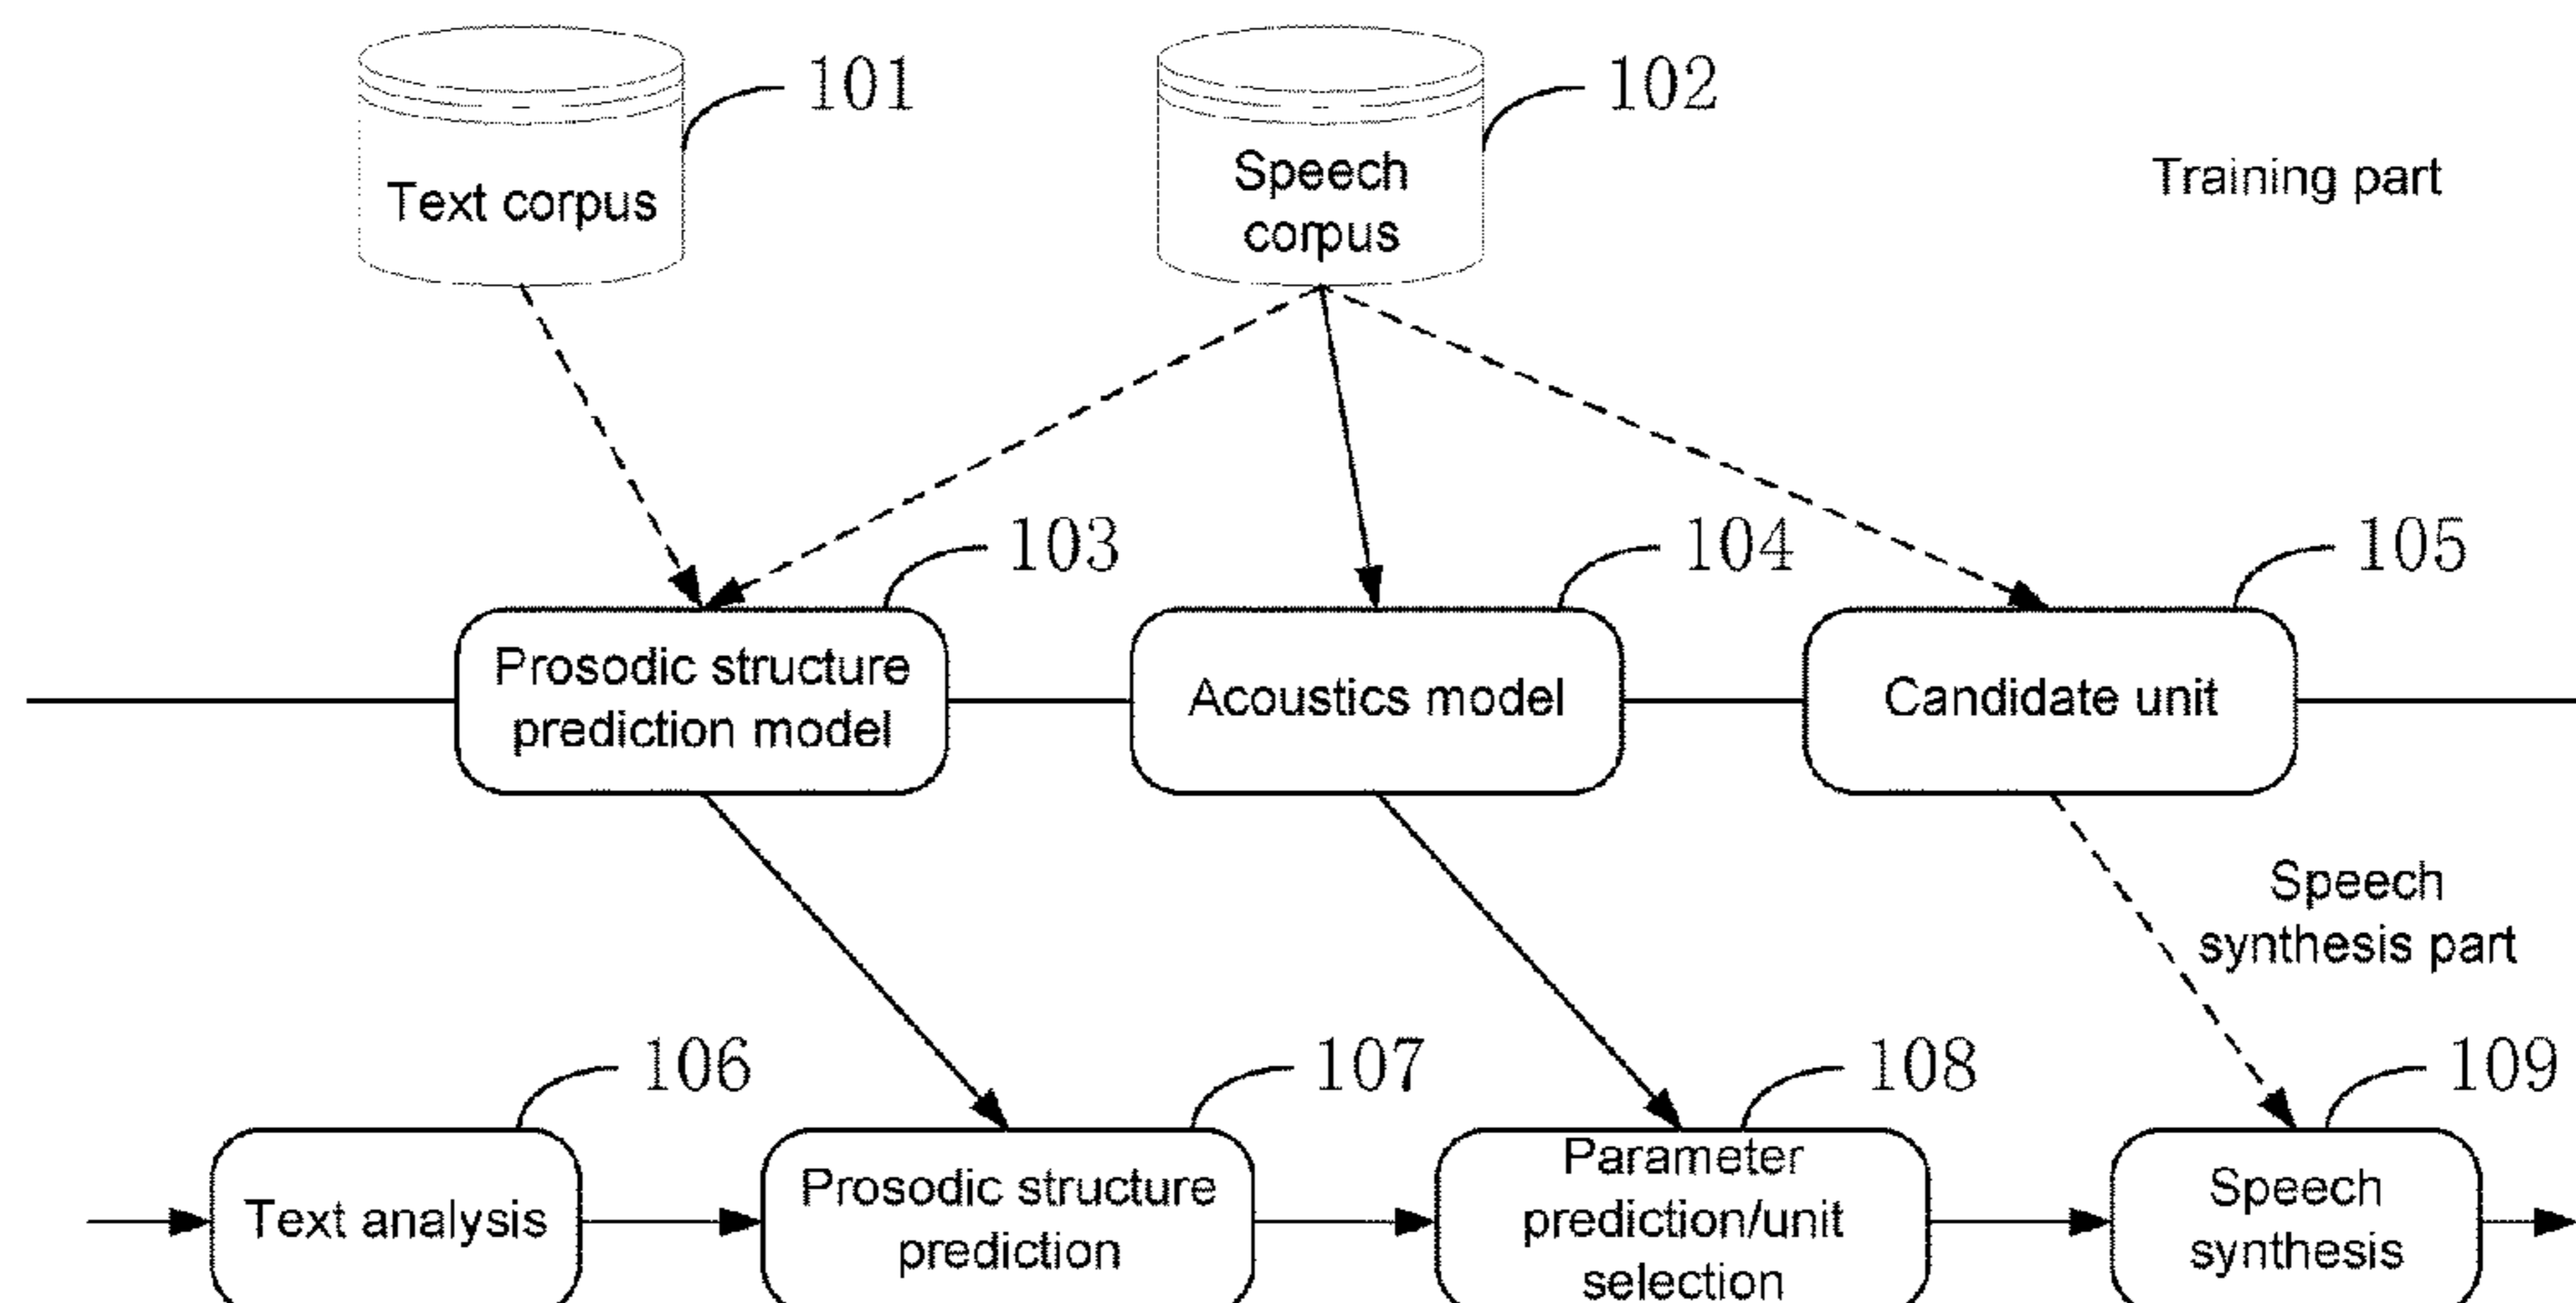 101
102
Text corpus
Speech
corpus
Training part
103
104
105
Prosodic structure
prediction model
Acoustics model
Candidate unit
Speech
synthesis part
106
107
108
109
Text analysis
Prosodic structure
prediction
Parameter
prediction/unit
selection
Speech
synthesis